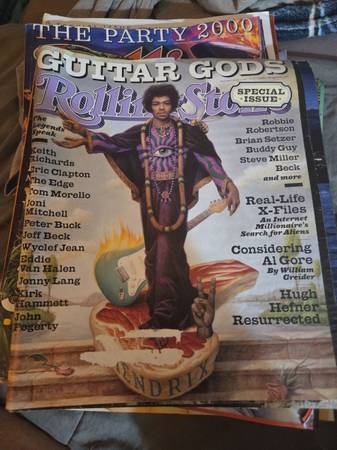 THE PARTY 2000
GUITAR GODS
Rolling Stone
SPECIAL
·ISSUE·
The
Legends
Speak
Keith
Richards
Eric Clapton
The Edge
Tom Morello
Joni
Mitchell
Peter Buck
Jeff Beck
Wyclef Jean
Eddie
Van Halen
Jonny Lang
Kirk
Hammett
John
Fogerty
Robbie
Robertson
Brian Setzer
Buddy Guy
Steve Miller
Beck
and more
Real-Life
X-Files
An Internet
Millionaire's
Search for Aliens
Considering
Al Gore
By William
Greider
Hugh
Hefner
Resurrected
ENDRIX